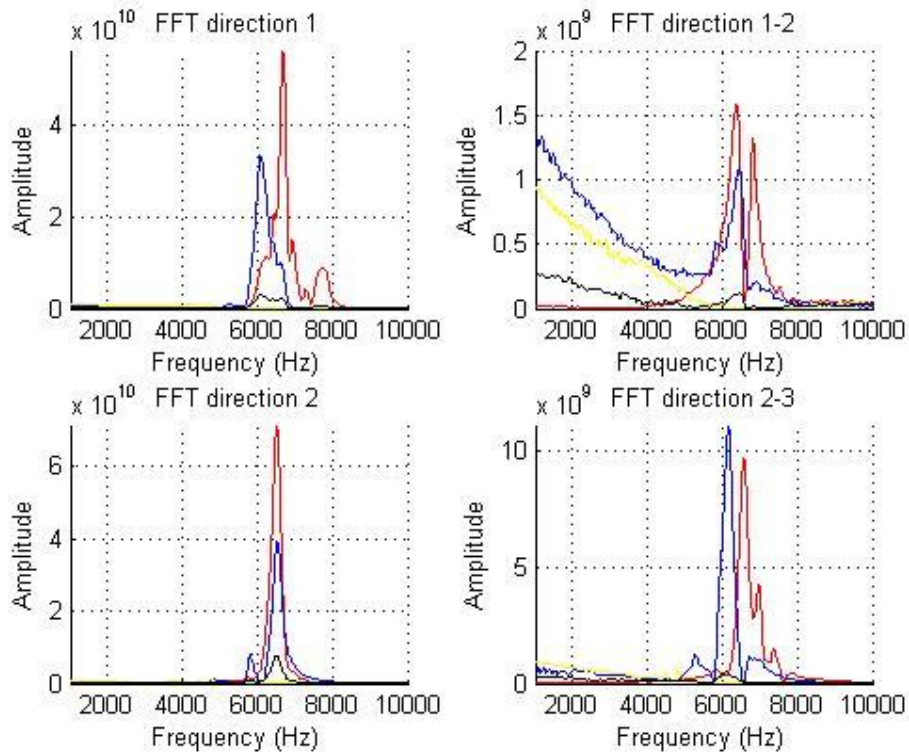 x 10^10 FFT direction 1
4
2
0
Amplitude
2000 4000 6000 8000 10000
Frequency (Hz)
x 10^9 FFT direction 1-2
2
1.5
1
0.5
0
Amplitude
2000 4000 6000 8000 10000
Frequency (Hz)
x 10^10 FFT direction 2
6
4
2
0
Amplitude
2000 4000 6000 8000 10000
Frequency (Hz)
x 10^9 FFT direction 2-3
10
5
0
Amplitude
2000 4000 6000 8000 10000
Frequency (Hz)